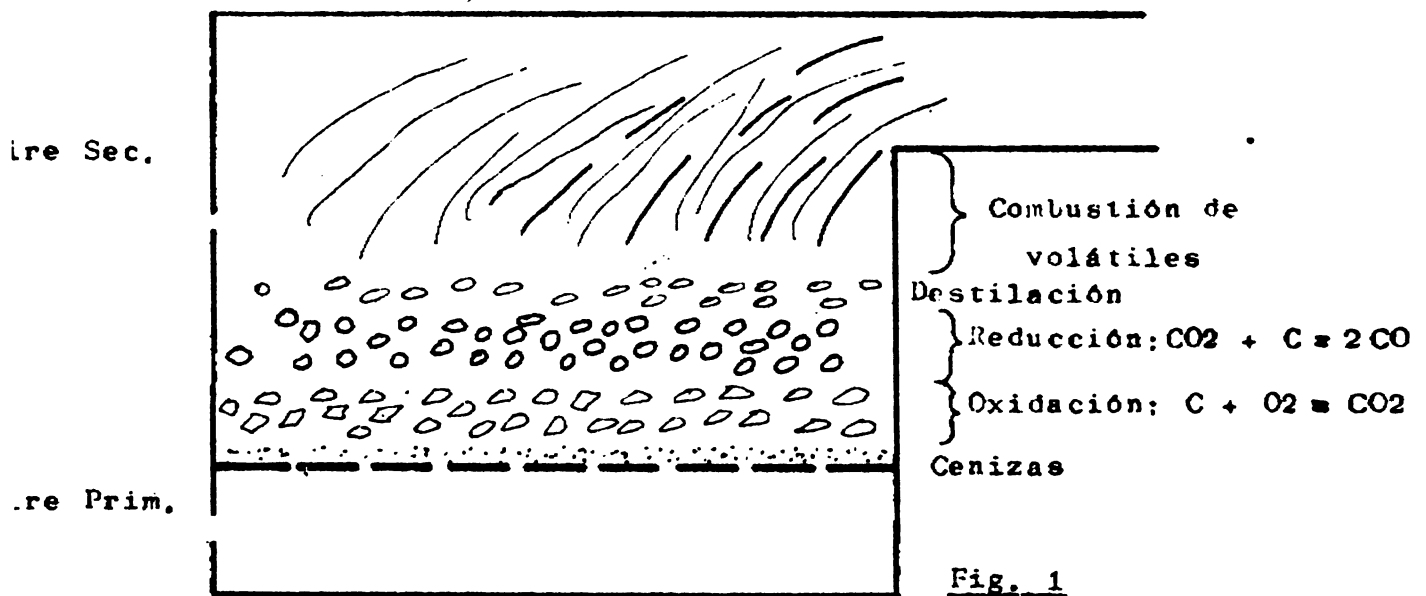 ire Sec.
Combustión de
volátiles
Destilación
Reducción: CO2 + C = 2 CO
Oxidación: C + O2 = CO2
Cenizas
re Prim.
Fig. 1